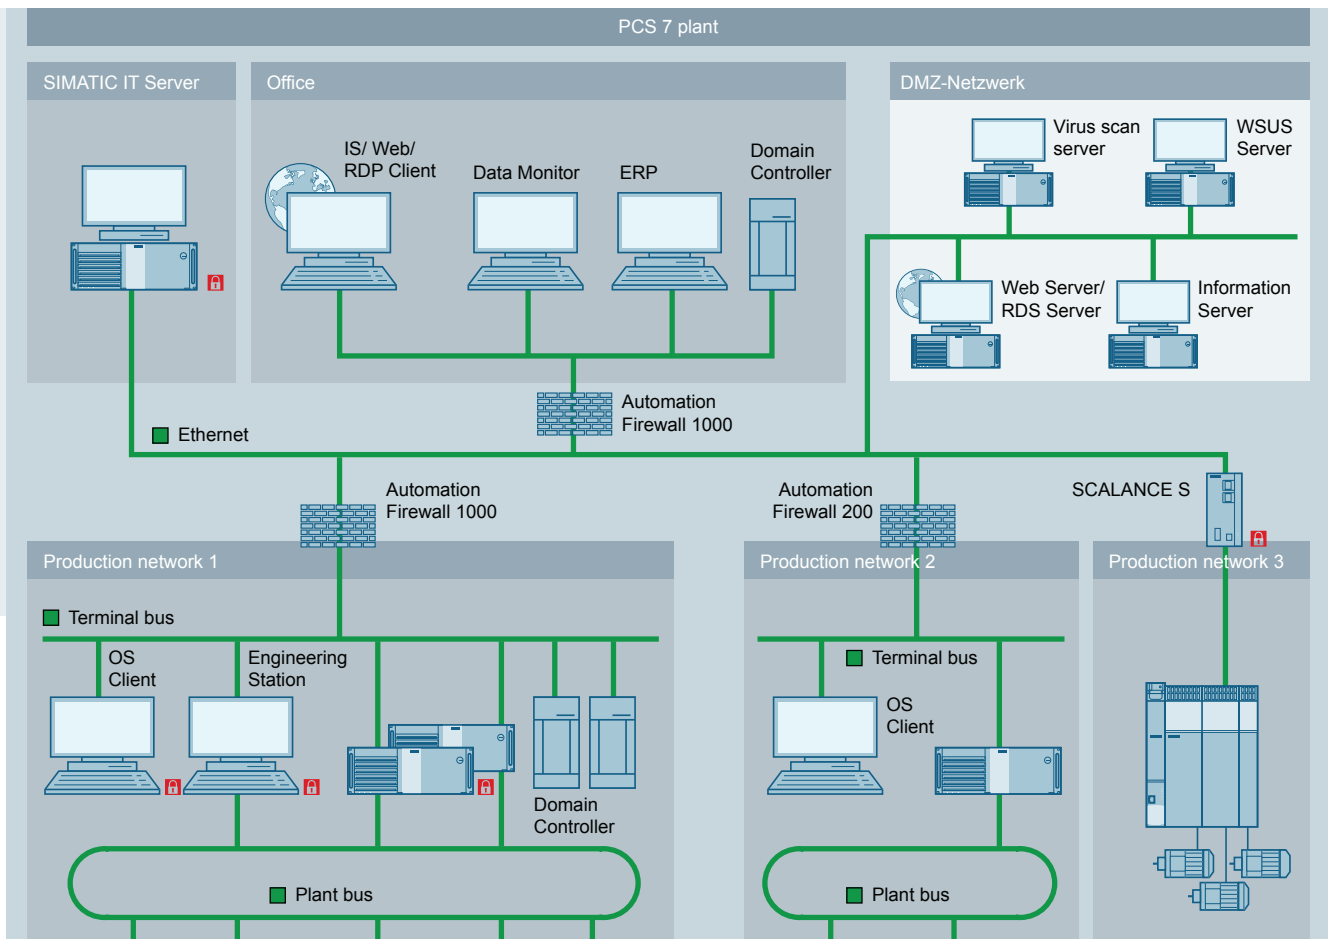 PCS 7 plant
SIMATIC IT Server
Office
DMZ-Netzwerk
IS/ Web/
RDP Client
Data Monitor
ERP
Domain
Controller
Virus scan
server
WSUS
Server
Web Server/
RDS Server
Information
Server
Automation
Firewall 1000
Ethernet
Automation
Firewall 1000
Automation
Firewall 200
SCALANCE S
Production network 1
Production network 2
Production network 3
Terminal bus
OS
Client
Engineering
Station
Domain
Controller
Plant bus
Terminal bus
OS
Client
Plant bus